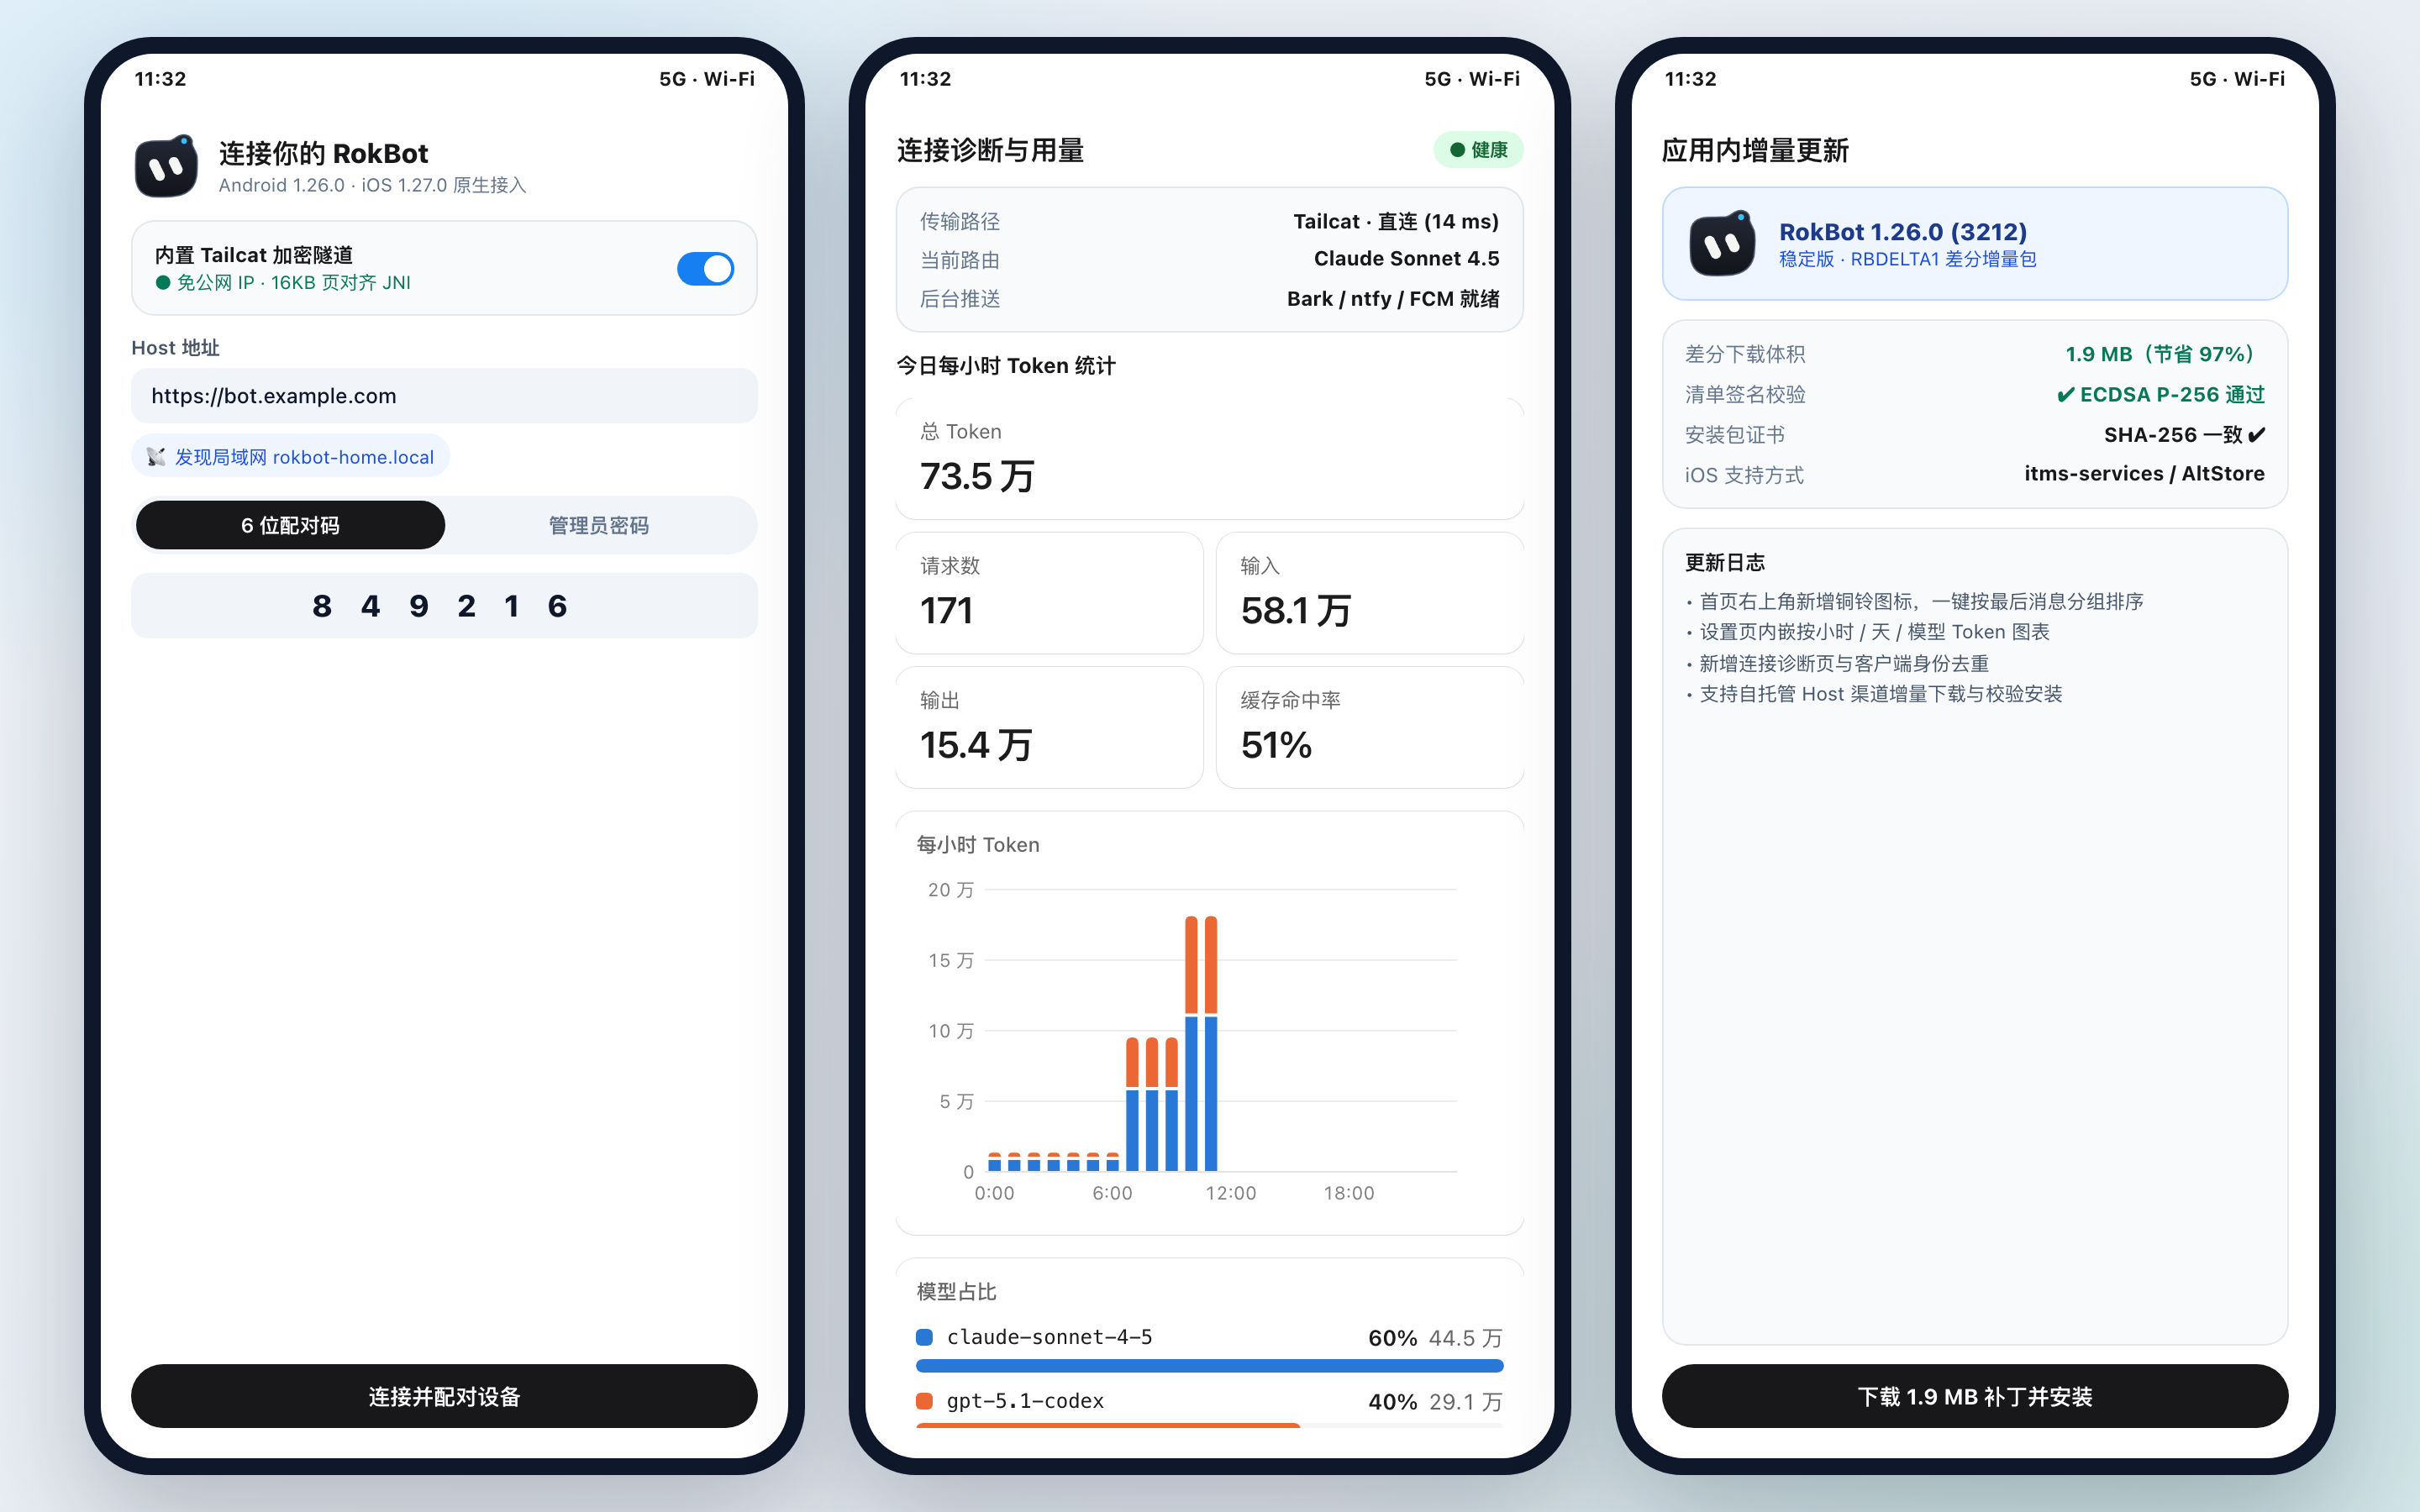 11:32
5G · Wi-Fi
连接你的 RokBot
Android 1.26.0 · iOS 1.27.0 原生接入
内置 Tailcat 加密隧道
免公网 IP · 16KB 页对齐 JNI
Host 地址
https://bot.example.com
发现局域网 rokbot-home.local
6 位配对码
管理员密码
8 4 9 2 1 6
连接并配对设备
11:32
5G · Wi-Fi
连接诊断与用量
健康
传输路径
Tailcat · 直连 (14 ms)
当前路由
Claude Sonnet 4.5
后台推送
Bark / ntfy / FCM 就绪
今日每小时 Token 统计
总 Token
73.5 万
请求数
171
输入
58.1 万
输出
15.4 万
缓存命中率
51%
每小时 Token
20 万
15 万
10 万
5 万
0
0:00
6:00
12:00
18:00
模型占比
claude-sonnet-4-5
60% 44.5 万
gpt-5.1-codex
40% 29.1 万
11:32
5G · Wi-Fi
应用内增量更新
RokBot 1.26.0 (3212)
稳定版 · RBDELTA1 差分增量包
差分下载体积
1.9 MB（节省 97%）
清单签名校验
✔ ECDSA P-256 通过
安装包证书
SHA-256 一致 ✔
iOS 支持方式
itms-services / AltStore
更新日志
• 首页右上角新增铜铃图标，一键按最后消息分组排序
• 设置页内嵌按小时 / 天 / 模型 Token 图表
• 新增连接诊断页与客户端身份去重
• 支持自托管 Host 渠道增量下载与校验安装
下载 1.9 MB 补丁并安装